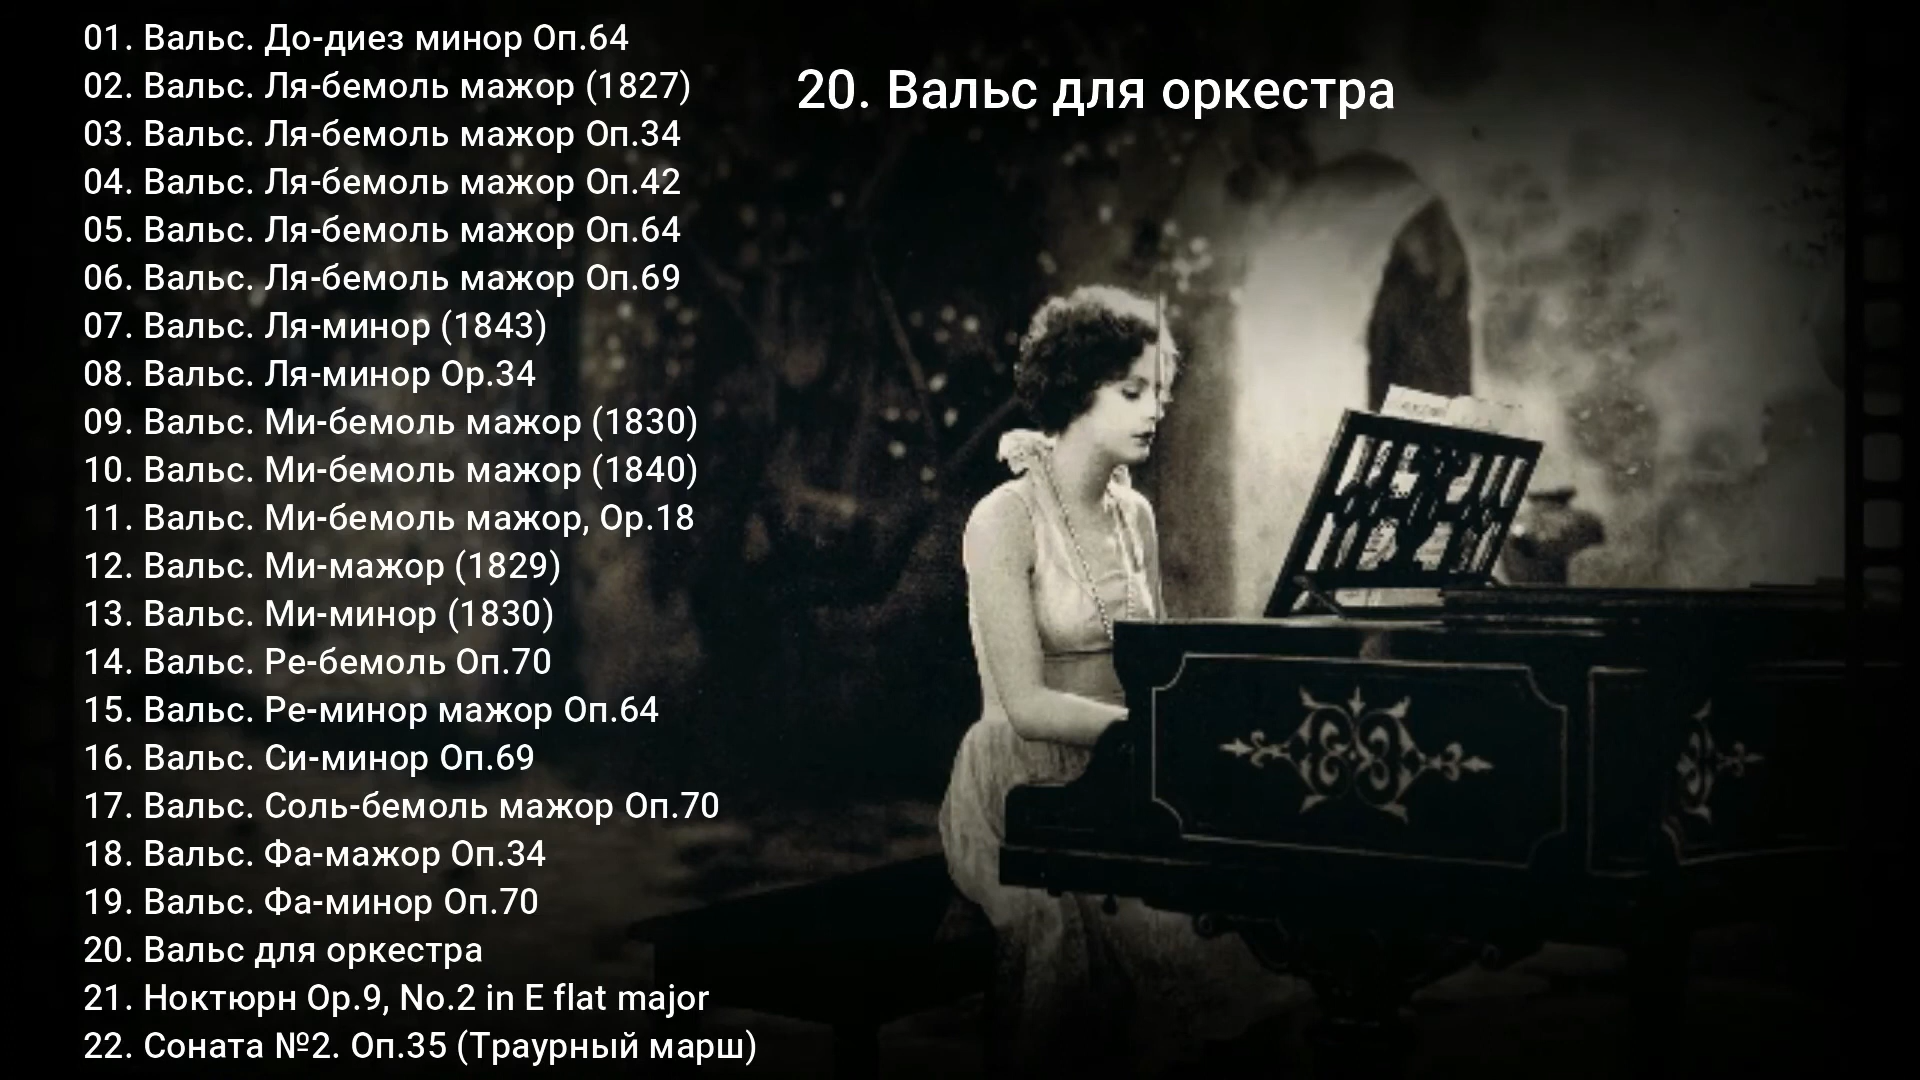 01. Вальс. До-диез минор Оп.64
02. Вальс. Ля-бемоль мажор (1827)
03. Вальс. Ля-бемоль мажор Оп.34
04. Вальс. Ля-бемоль мажор Оп.42
05. Вальс. Ля-бемоль мажор Оп.64
06. Вальс. Ля-бемоль мажор Оп.69
07. Вальс. Ля-минор (1843)
08. Вальс. Ля-минор Ор.34
09. Вальс. Ми-бемоль мажор (1830)
10. Вальс. Ми-бемоль мажор (1840)
11. Вальс. Ми-бемоль мажор, Ор.18
12. Вальс. Ми-мажор (1829)
13. Вальс. Ми-минор (1830)
14. Вальс. Ре-бемоль Оп.70
15. Вальс. Ре-минор мажор Оп.64
16. Вальс. Си-минор Оп.69
17. Вальс. Соль-бемоль мажор Оп.70
18. Вальс. Фа-мажор Оп.34
19. Вальс. Фа-минор Оп.70
20. Вальс для оркестра
21. Ноктюрн Op.9, No.2 in E flat major
22. Соната №2. Оп.35 (Траурный марш)
20. Вальс для оркестра